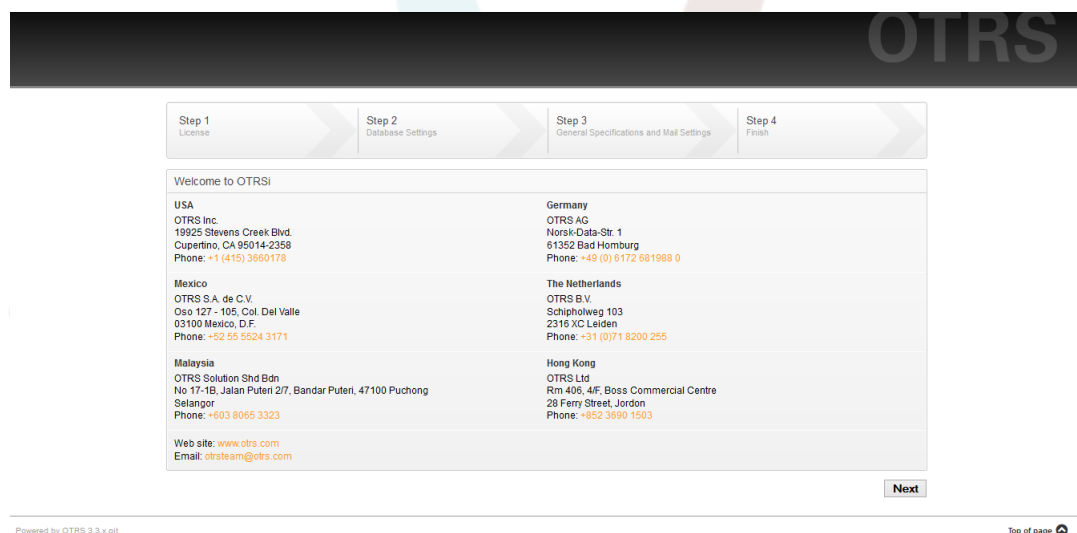 OTRS
Step 1
License
Step 2
Database Settings
Step 3
General Specifications and Mail Settings
Step 4
Finish
Welcome to OTRSi
USA
OTRS Inc.
19925 Stevens Creek Blvd.
Cupertino, CA 95014-2358
Phone: +1 (415) 3660178
Germany
OTRS AG
Norsk-Data-Str. 1
61352 Bad Homburg
Phone: +49 (0) 6172 681988 0
Mexico
OTRS S.A. de C.V.
Oso 127 - 105, Col. Del Valle
03100 Mexico, D.F.
Phone: +52 55 5524 3171
The Netherlands
OTRS B.V.
Schipholweg 103
2316 XC Leiden
Phone: +31 (0)71 8200 255
Malaysia
OTRS Solution Shd Bdn
No 17-1B, Jalan Puteri 2/7, Bandar Puteri, 47100 Puchong
Selangor
Phone: +603 8065 3323
Hong Kong
OTRS Ltd
Rm 406, 4/F, Boss Commercial Centre
28 Ferry Street, Jordon
Phone: +852 3690 1503
Web site: www.otrs.com
Email: otrsteam@otrs.com
Next
Powered by OTRS 3.3.x git
Top of page